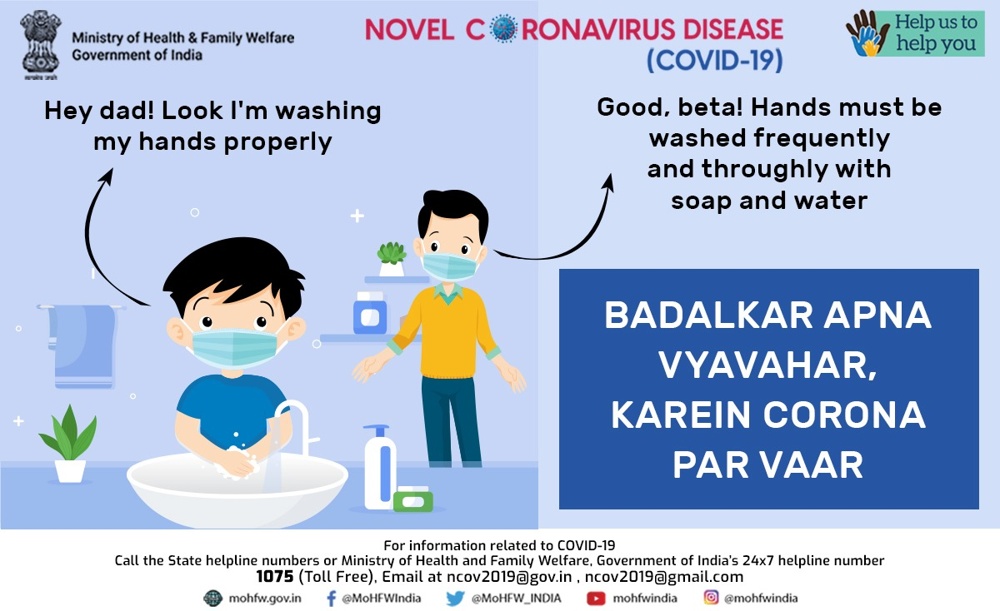 Ministry of Health & Family Welfare
Government of India
NOVEL CORONAVIRUS DISEASE
(COVID-19)
Help us to
help you
Hey dad! Look I'm washing
my hands properly
Good, beta! Hands must be
washed frequently
and throughly with
soap and water
BADALKAR APNA
VYAVAHAR,
KAREIN CORONA
PAR VAAR
For information related to COVID-19
Call the State helpline numbers or Ministry of Health and Family Welfare, Government of India's 24x7 helpline number
1075 (Toll Free), Email at ncov2019@gov.in , ncov2019@gmail.com
mohfw.gov.in @MoHFWIndia @MoHFW_INDIA mohfwindia @mohfwindia